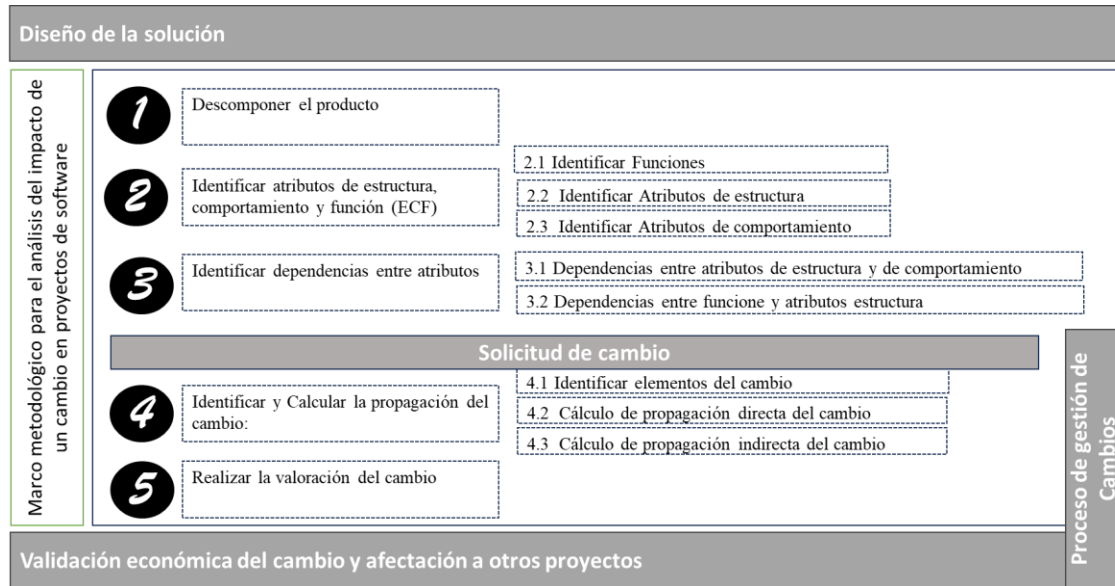 Diseño de la solución
Marco metodológico para el análisis del impacto de
un cambio en proyectos de software
1
Descomponer el producto
2
Identificar atributos de estructura,
comportamiento y función (ECF)
2.1 Identificar Funciones
2.2 Identificar Atributos de estructura
2.3 Identificar Atributos de comportamiento
3
Identificar dependencias entre atributos
3.1 Dependencias entre atributos de estructura y de comportamiento
3.2 Dependencias entre funcione y atributos estructura
Solicitud de cambio
4
Identificar y Calcular la propagación del
cambio:
4.1 Identificar elementos del cambio
4.2 Cálculo de propagación directa del cambio
4.3 Cálculo de propagación indirecta del cambio
5
Realizar la valoración del cambio
Proceso de gestión de
Cambios
Validación económica del cambio y afectación a otros proyectos